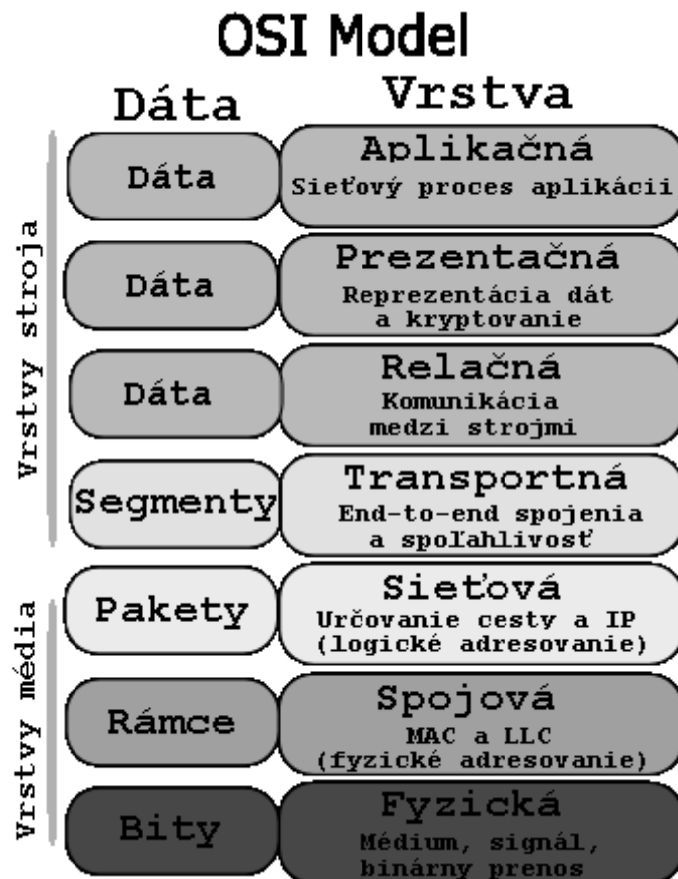 OSI Model
Dáta
Vrstva
Vrstvy stroja
Dáta
Aplikačná
Sieťový proces aplikácii
Dáta
Prezentačná
Reprezentácia dát
a kryptovanie
Dáta
Relačná
Komunikácia
medzi strojmi
Segmenty
Transportná
End-to-end spojenia
a spoľahlivosť
Vrstvy média
Pakety
Sieťová
Určovanie cesty a IP
(logické adresovanie)
Rámce
Spojová
MAC a LLC
(fyzické adresovanie)
Bity
Fyzická
Médium, signál,
binárny prenos